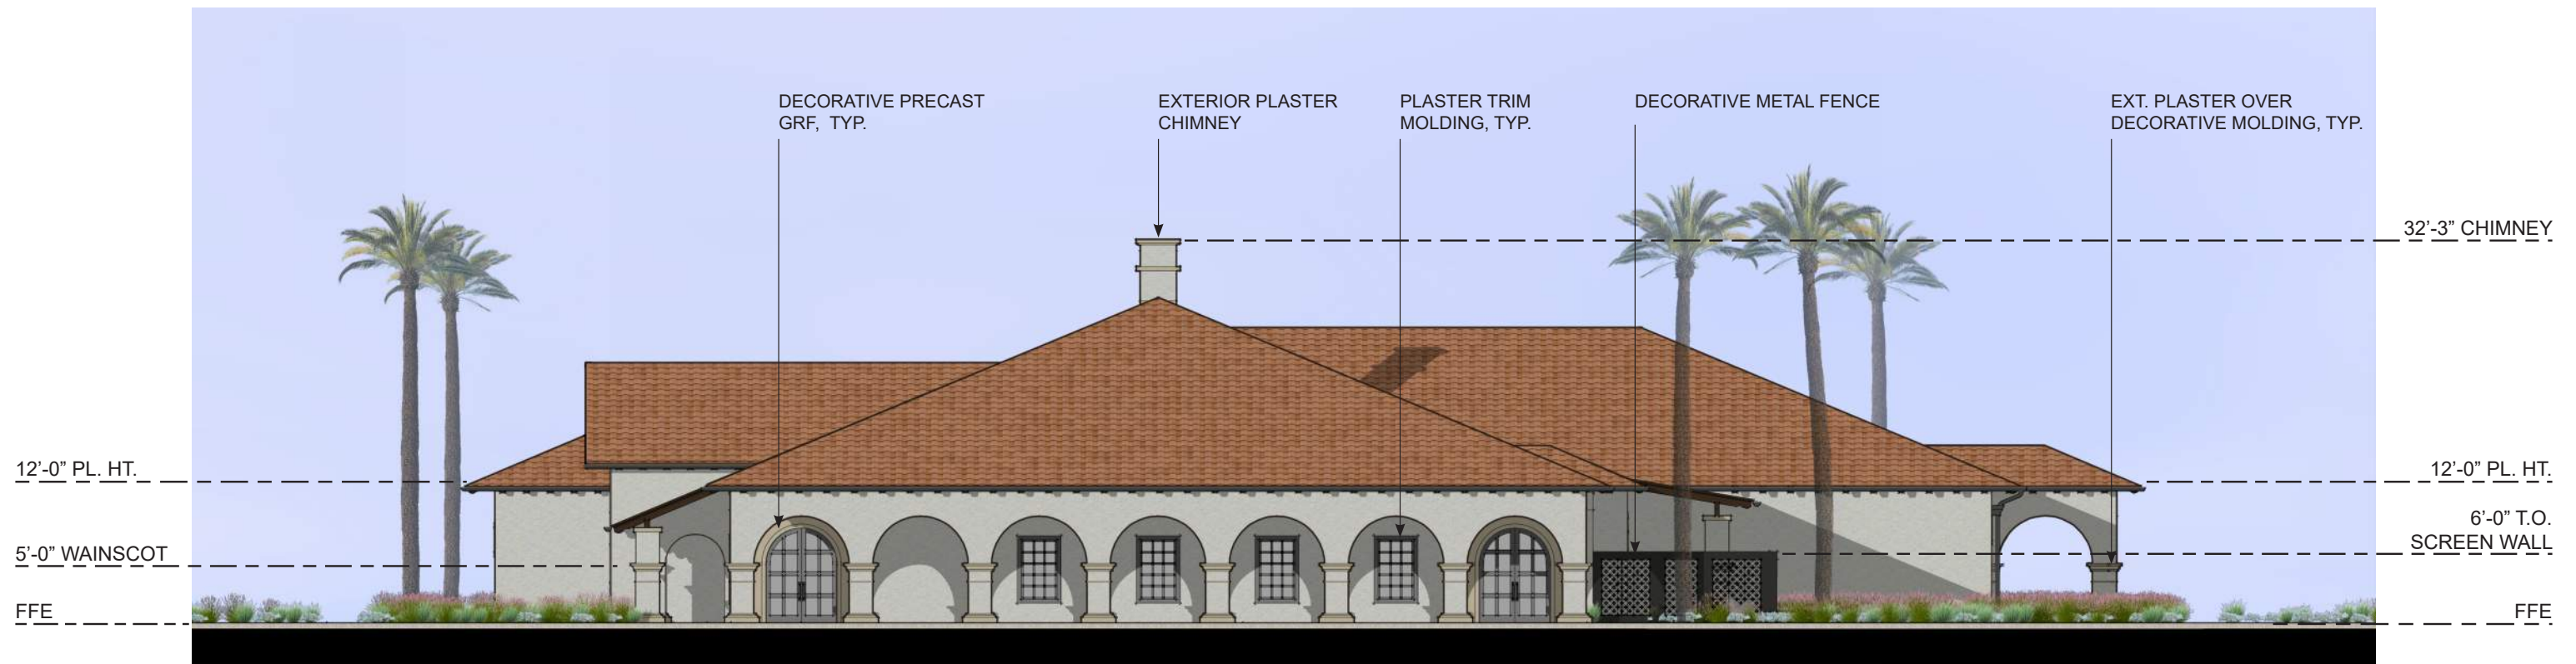 DECORATIVE PRECAST
GRF, TYP.
EXTERIOR PLASTER
CHIMNEY
PLASTER TRIM
MOLDING, TYP.
DECORATIVE METAL FENCE
EXT. PLASTER OVER
DECORATIVE MOLDING, TYP.
32’-3” CHIMNEY
12’-0” PL. HT.
12’-0” PL. HT.
6’-0” T.O.
SCREEN WALL
5’-0” WAINSCOT
FFE
FFE